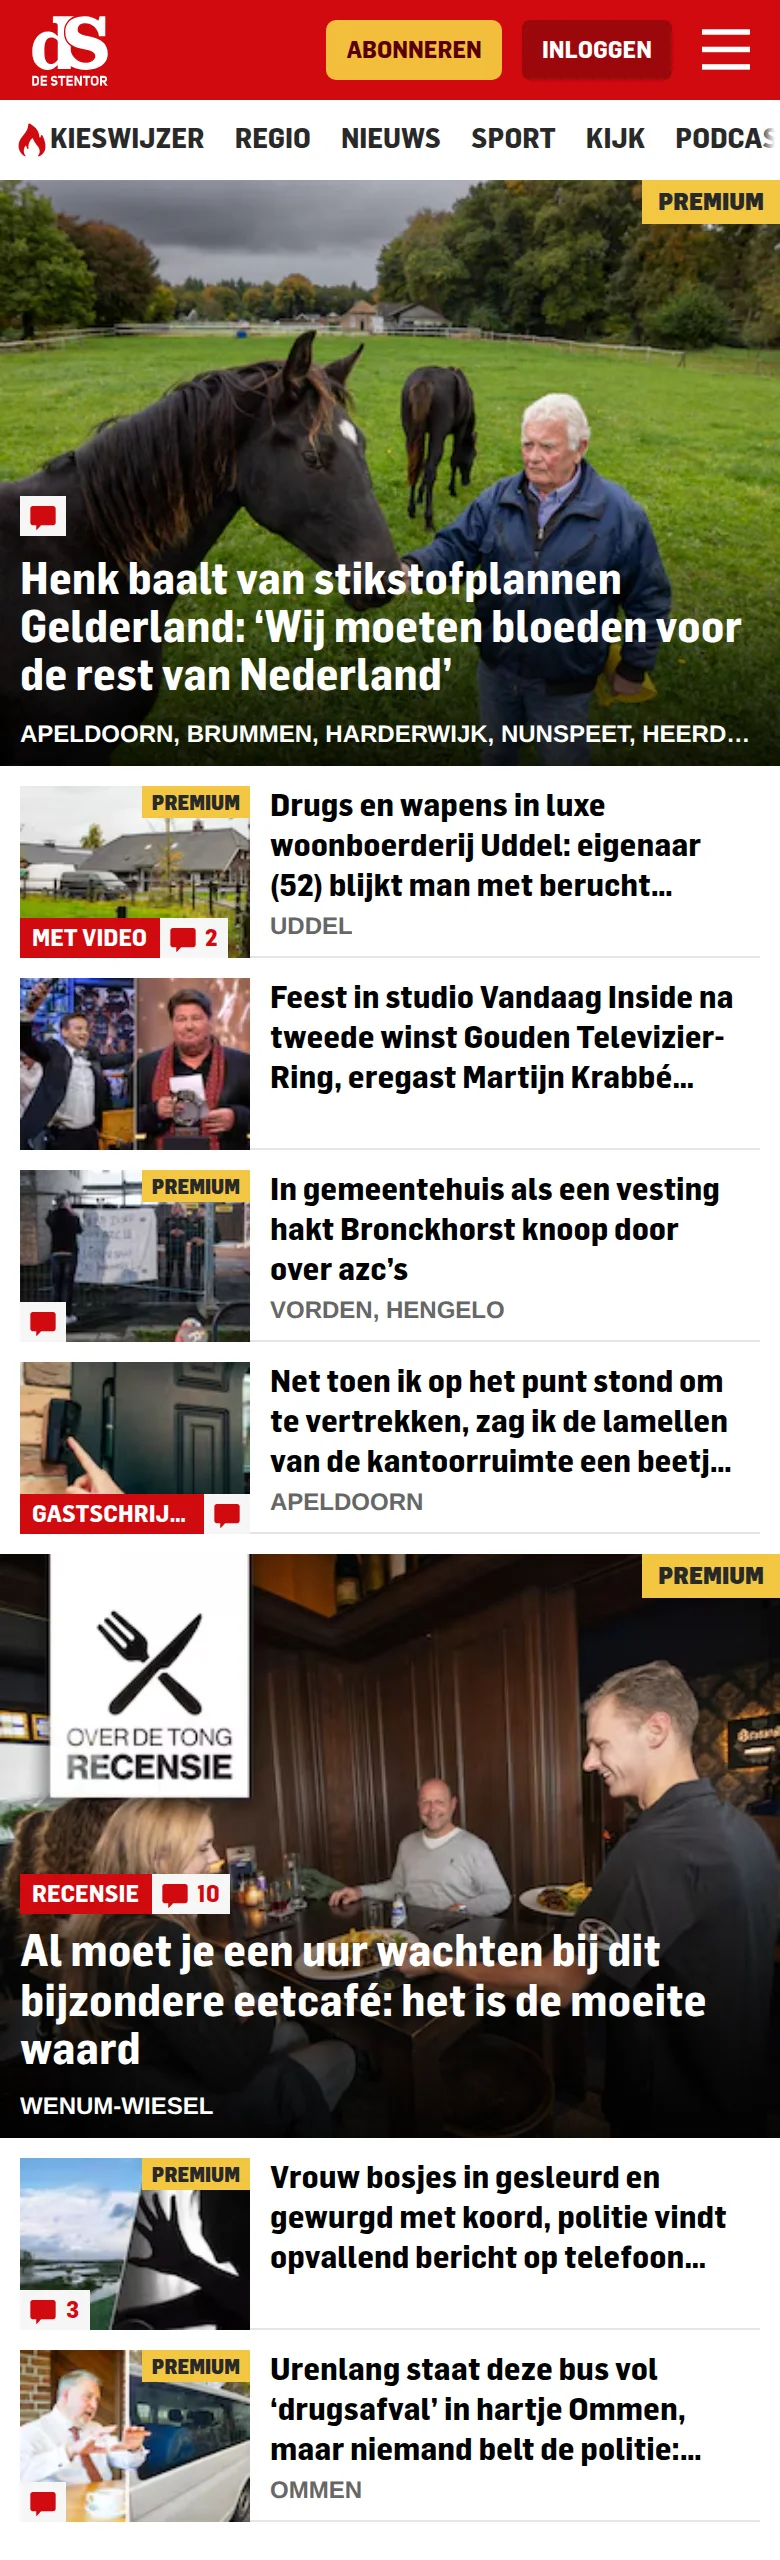 dS
DE STENTOR
ABONNEREN
INLOGGEN
KIESWIJZER REGIO NIEUWS SPORT KIJK PODCAS
PREMIUM
Henk baalt van stikstofplannen
Gelderland: ‘Wij moeten bloeden voor
de rest van Nederland’
APELDOORN, BRUMMEN, HARDERWIJK, NUNSPEET, HEERD…
PREMIUM
MET VIDEO
2
Drugs en wapens in luxe
woonboerderij Uddel: eigenaar
(52) blijkt man met berucht...
UDDEL
Feest in studio Vandaag Inside na
tweede winst Gouden Televizier-
Ring, eregast Martijn Krabbé...
PREMIUM
In gemeentehuis als een vesting
hakt Bronckhorst knoop door
over azc’s
VORDEN, HENGELO
GASTSCHRIJ...
Net toen ik op het punt stond om
te vertrekken, zag ik de lamellen
van de kantoorruimte een beetj...
APELDOORN
PREMIUM
OVER DE TONG
RECENSIE
RECENSIE
10
Al moet je een uur wachten bij dit
bijzondere eetcafé: het is de moeite
waard
WENUM-WIESEL
PREMIUM
3
Vrouw bosjes in gesleurd en
gewurgd met koord, politie vindt
opvallend bericht op telefoon...
PREMIUM
Urenlang staat deze bus vol
‘drugsafval’ in hartje Ommen,
maar niemand belt de politie:...
OMMEN